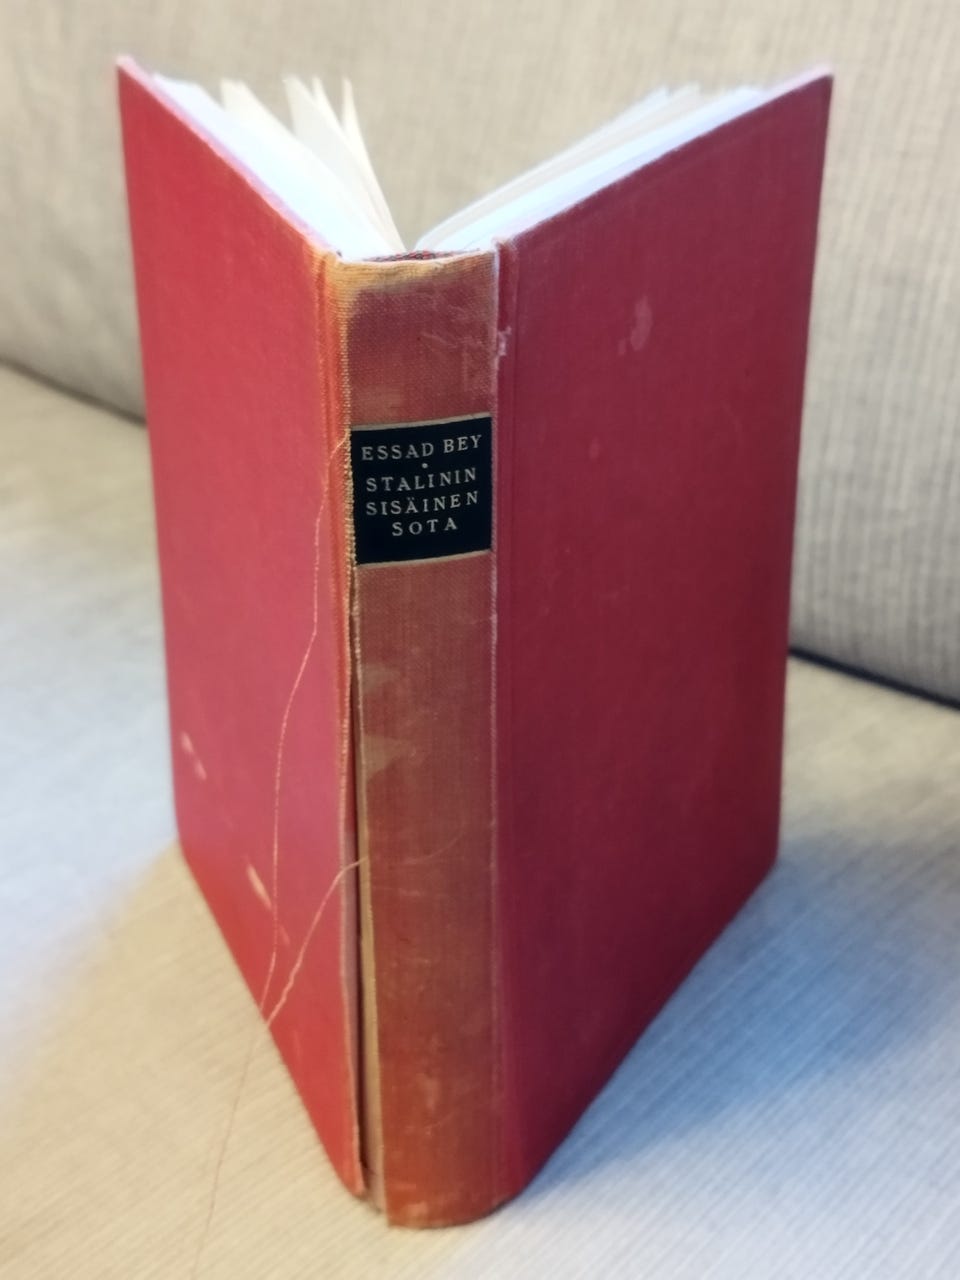 ESSAD BEY
•
STALININ
SISÄINEN
SOTA